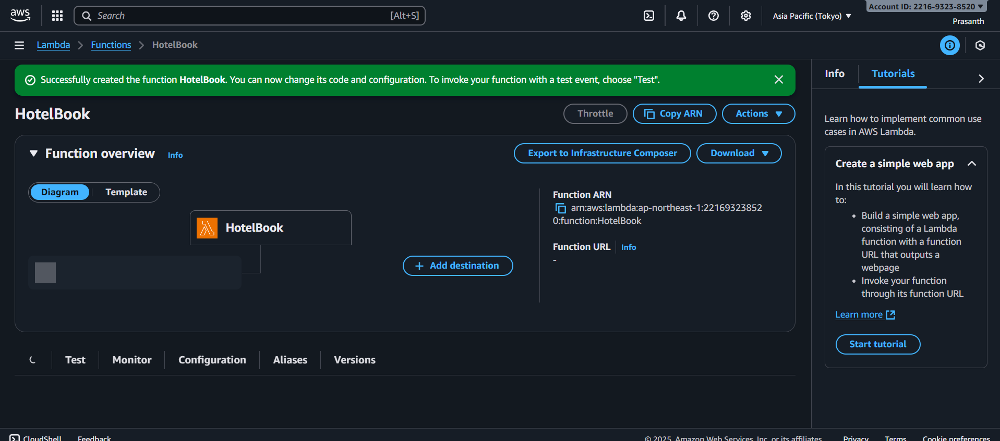 aws
Search [Alt+S]
Asia Pacific (Tokyo)
Account ID: 2216-9323-8520
Prasanth
Lambda
Functions
HotelBook
Successfully created the function HotelBook. You can now change its code and configuration. To invoke your function with a test event, choose "Test".
HotelBook
Throttle
Copy ARN
Actions
Function overview Info
Export to Infrastructure Composer
Download
Diagram
Template
HotelBook
Add destination
Function ARN
arn:aws:lambda:ap-northeast-1:22169323852
0:function:HotelBook
Function URL Info
-
Test
Monitor
Configuration
Aliases
Versions
Info
Tutorials
Learn how to implement common use
cases in AWS Lambda.
Create a simple web app
In this tutorial you will learn how
to:
• Build a simple web app,
consisting of a Lambda
function with a function
URL that outputs a
webpage
• Invoke your function
through its function URL
Learn more
Start tutorial
CloudShell
Feedback
© 2025, Amazon Web Services, Inc. or its affiliates.
Privacy
Terms
Cookie preferences